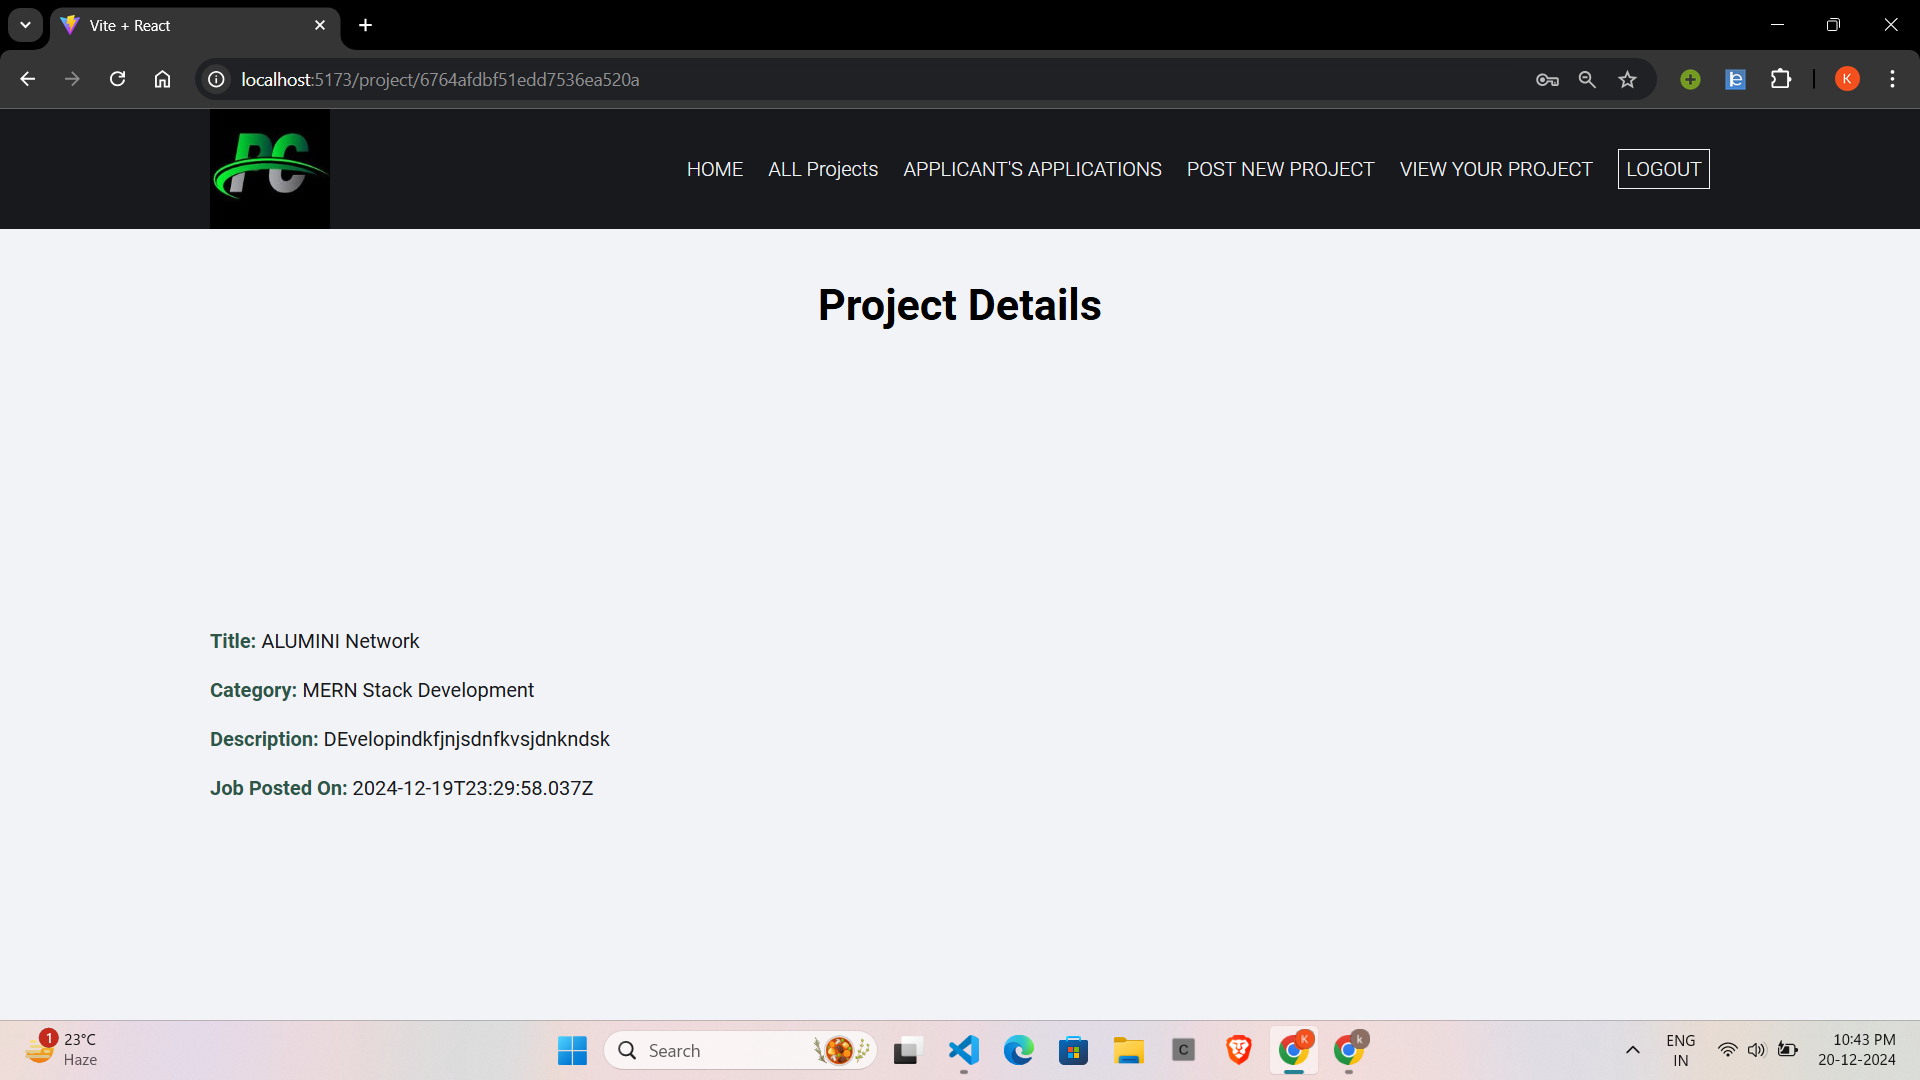 Vite + React
localhost:5173/project/6764afdbf51edd7536ea520a
K
PC
HOME ALL Projects APPLICANT'S APPLICATIONS POST NEW PROJECT VIEW YOUR PROJECT LOGOUT
Project Details
Title: ALUMINI Network
Category: MERN Stack Development
Description: DEvelopindkfjnjsdnfkvsjdnkndsk
Job Posted On: 2024-12-19T23:29:58.037Z
1
23°C
Haze
Search
C
K
k
ENG
IN
10:43 PM
20-12-2024